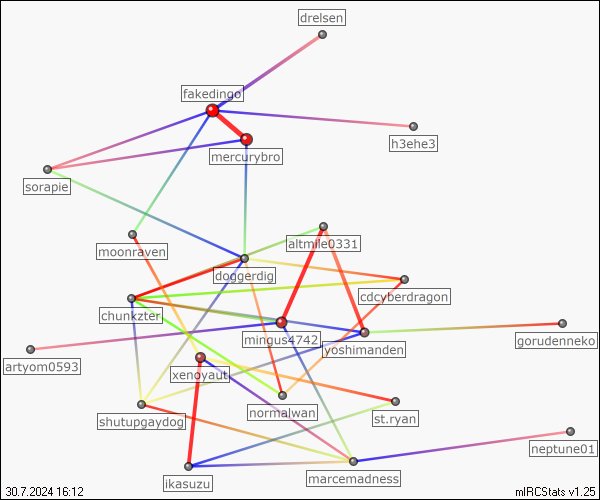 drelsen
fakedingo
h3ehe3
mercurybro
sorapie
altmile0331
moonraven
doggerdig
cdcyberdragon
chunkzter
mingus4742
yoshimanden
gorudenneko
artyom0593
xenoyaut
normalwan
st.ryan
shutupgaydog
neptune01
marcemadness
ikasuzu
30.7.2024 16:12
mIRCStats v1.25